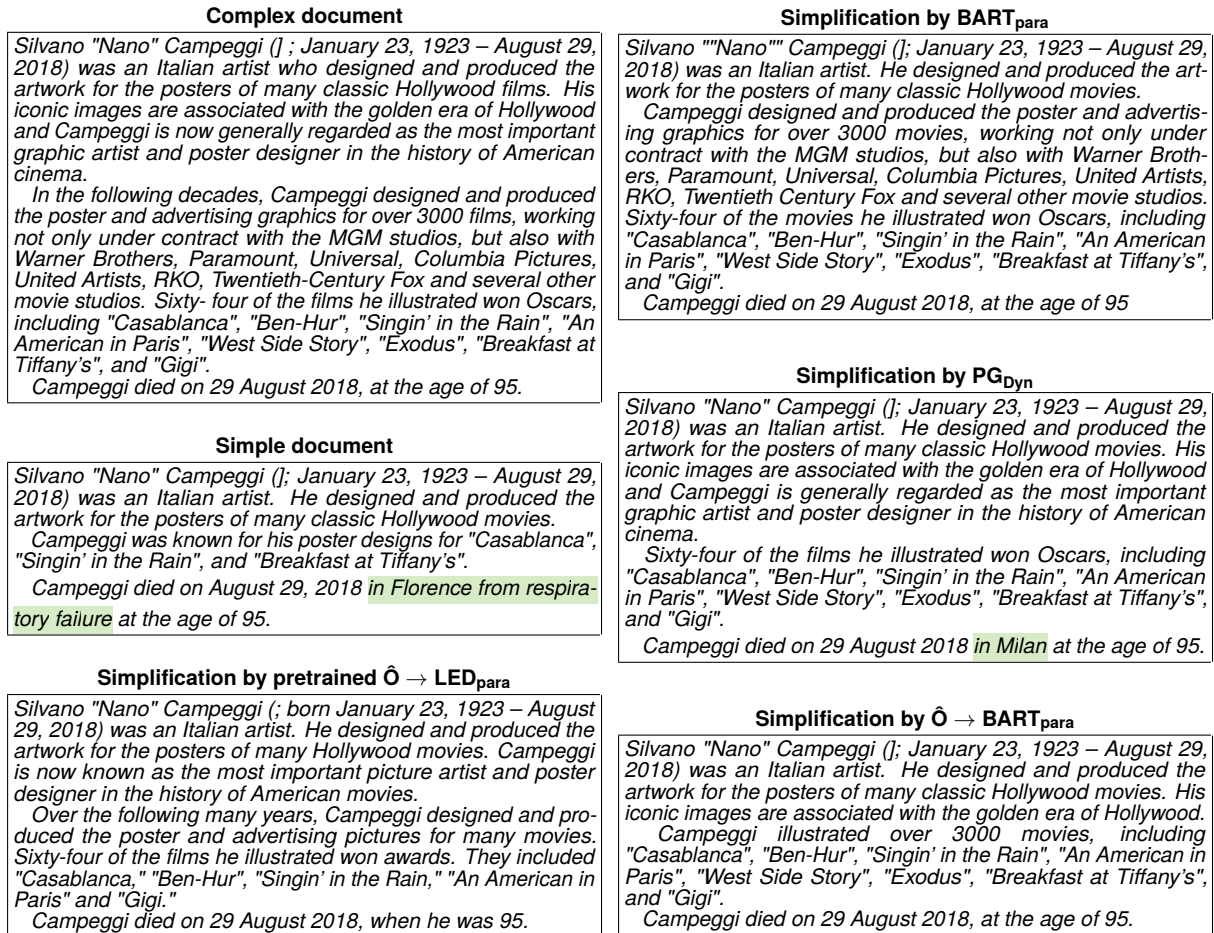 Complex document
Silvano "Nano" Campeggi (] ; January 23, 1923 – August 29,
2018) was an Italian artist who designed and produced the
artwork for the posters of many classic Hollywood films. His
iconic images are associated with the golden era of Hollywood
and Campeggi is now generally regarded as the most important
graphic artist and poster designer in the history of American
cinema.
In the following decades, Campeggi designed and produced
the poster and advertising graphics for over 3000 films, working
not only under contract with the MGM studios, but also with
Warner Brothers, Paramount, Universal, Columbia Pictures,
United Artists, RKO, Twentieth-Century Fox and several other
movie studios. Sixty- four of the films he illustrated won Oscars,
including "Casablanca", "Ben-Hur", "Singin' in the Rain", "An
American in Paris", "West Side Story", "Exodus", "Breakfast at
Tiffany's", and "Gigi".
Campeggi died on 29 August 2018, at the age of 95.
Simple document
Silvano "Nano" Campeggi (]; January 23, 1923 – August 29,
2018) was an Italian artist. He designed and produced the
artwork for the posters of many classic Hollywood movies.
Campeggi was known for his poster designs for "Casablanca",
"Singin' in the Rain", and "Breakfast at Tiffany's".
Campeggi died on August 29, 2018 in Florence from respira-
tory failure at the age of 95.
Simplification by pretrained Ô → LEDpara
Silvano "Nano" Campeggi (; born January 23, 1923 – August
29, 2018) was an Italian artist. He designed and produced the
artwork for the posters of many Hollywood movies. Campeggi
is now known as the most important picture artist and poster
designer in the history of American movies.
Over the following many years, Campeggi designed and pro-
duced the poster and advertising pictures for many movies.
Sixty-four of the films he illustrated won awards. They included
"Casablanca," "Ben-Hur", "Singin' in the Rain," "An American in
Paris" and "Gigi."
Campeggi died on 29 August 2018, when he was 95.
Simplification by BARTpara
Silvano ""Nano"" Campeggi (]; January 23, 1923 – August 29,
2018) was an Italian artist. He designed and produced the art-
work for the posters of many classic Hollywood movies.
Campeggi designed and produced the poster and advertis-
ing graphics for over 3000 movies, working not only under
contract with the MGM studios, but also with Warner Broth-
ers, Paramount, Universal, Columbia Pictures, United Artists,
RKO, Twentieth Century Fox and several other movie studios.
Sixty-four of the movies he illustrated won Oscars, including
"Casablanca", "Ben-Hur", "Singin' in the Rain", "An American
in Paris", "West Side Story", "Exodus", "Breakfast at Tiffany's",
and "Gigi".
Campeggi died on 29 August 2018, at the age of 95
Simplification by PGDyn
Silvano "Nano" Campeggi (]; January 23, 1923 – August 29,
2018) was an Italian artist. He designed and produced the
artwork for the posters of many classic Hollywood movies. His
iconic images are associated with the golden era of Hollywood
and Campeggi is generally regarded as the most important
graphic artist and poster designer in the history of American
cinema.
Sixty-four of the films he illustrated won Oscars, including
"Casablanca", "Ben-Hur", "Singin' in the Rain", "An American
in Paris", "West Side Story", "Exodus", "Breakfast at Tiffany's",
and "Gigi".
Campeggi died on 29 August 2018 in Milan at the age of 95.
Simplification by Ô → BARTpara
Silvano "Nano" Campeggi (]; January 23, 1923 – August 29,
2018) was an Italian artist. He designed and produced the
artwork for the posters of many classic Hollywood movies. His
iconic images are associated with the golden era of Hollywood.
Campeggi illustrated over 3000 movies, including
"Casablanca", "Ben-Hur", "Singin' in the Rain", "An American in
Paris", "West Side Story", "Exodus", "Breakfast at Tiffany's",
and "Gigi".
Campeggi died on 29 August 2018, at the age of 95.